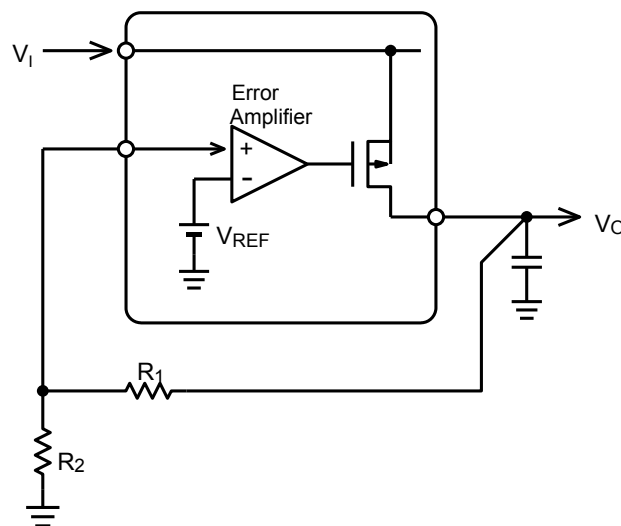 V_I
Error
Amplifier
+
−
V_REF
V_O
R_1
R_2